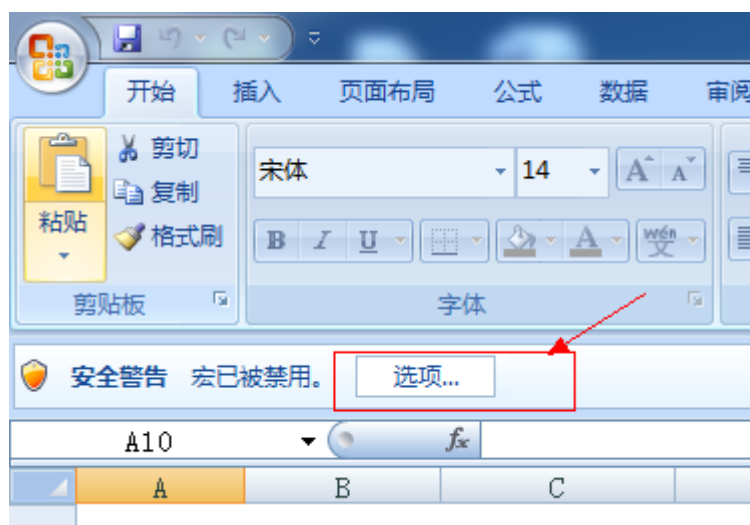 开始 插入 页面布局 公式 数据 审阅
剪切
宋体 14 A A
复制
粘贴
格式刷
B I U A wén 文
剪贴板 字体
安全警告 宏已被禁用。 选项...
A10 fx
A B C